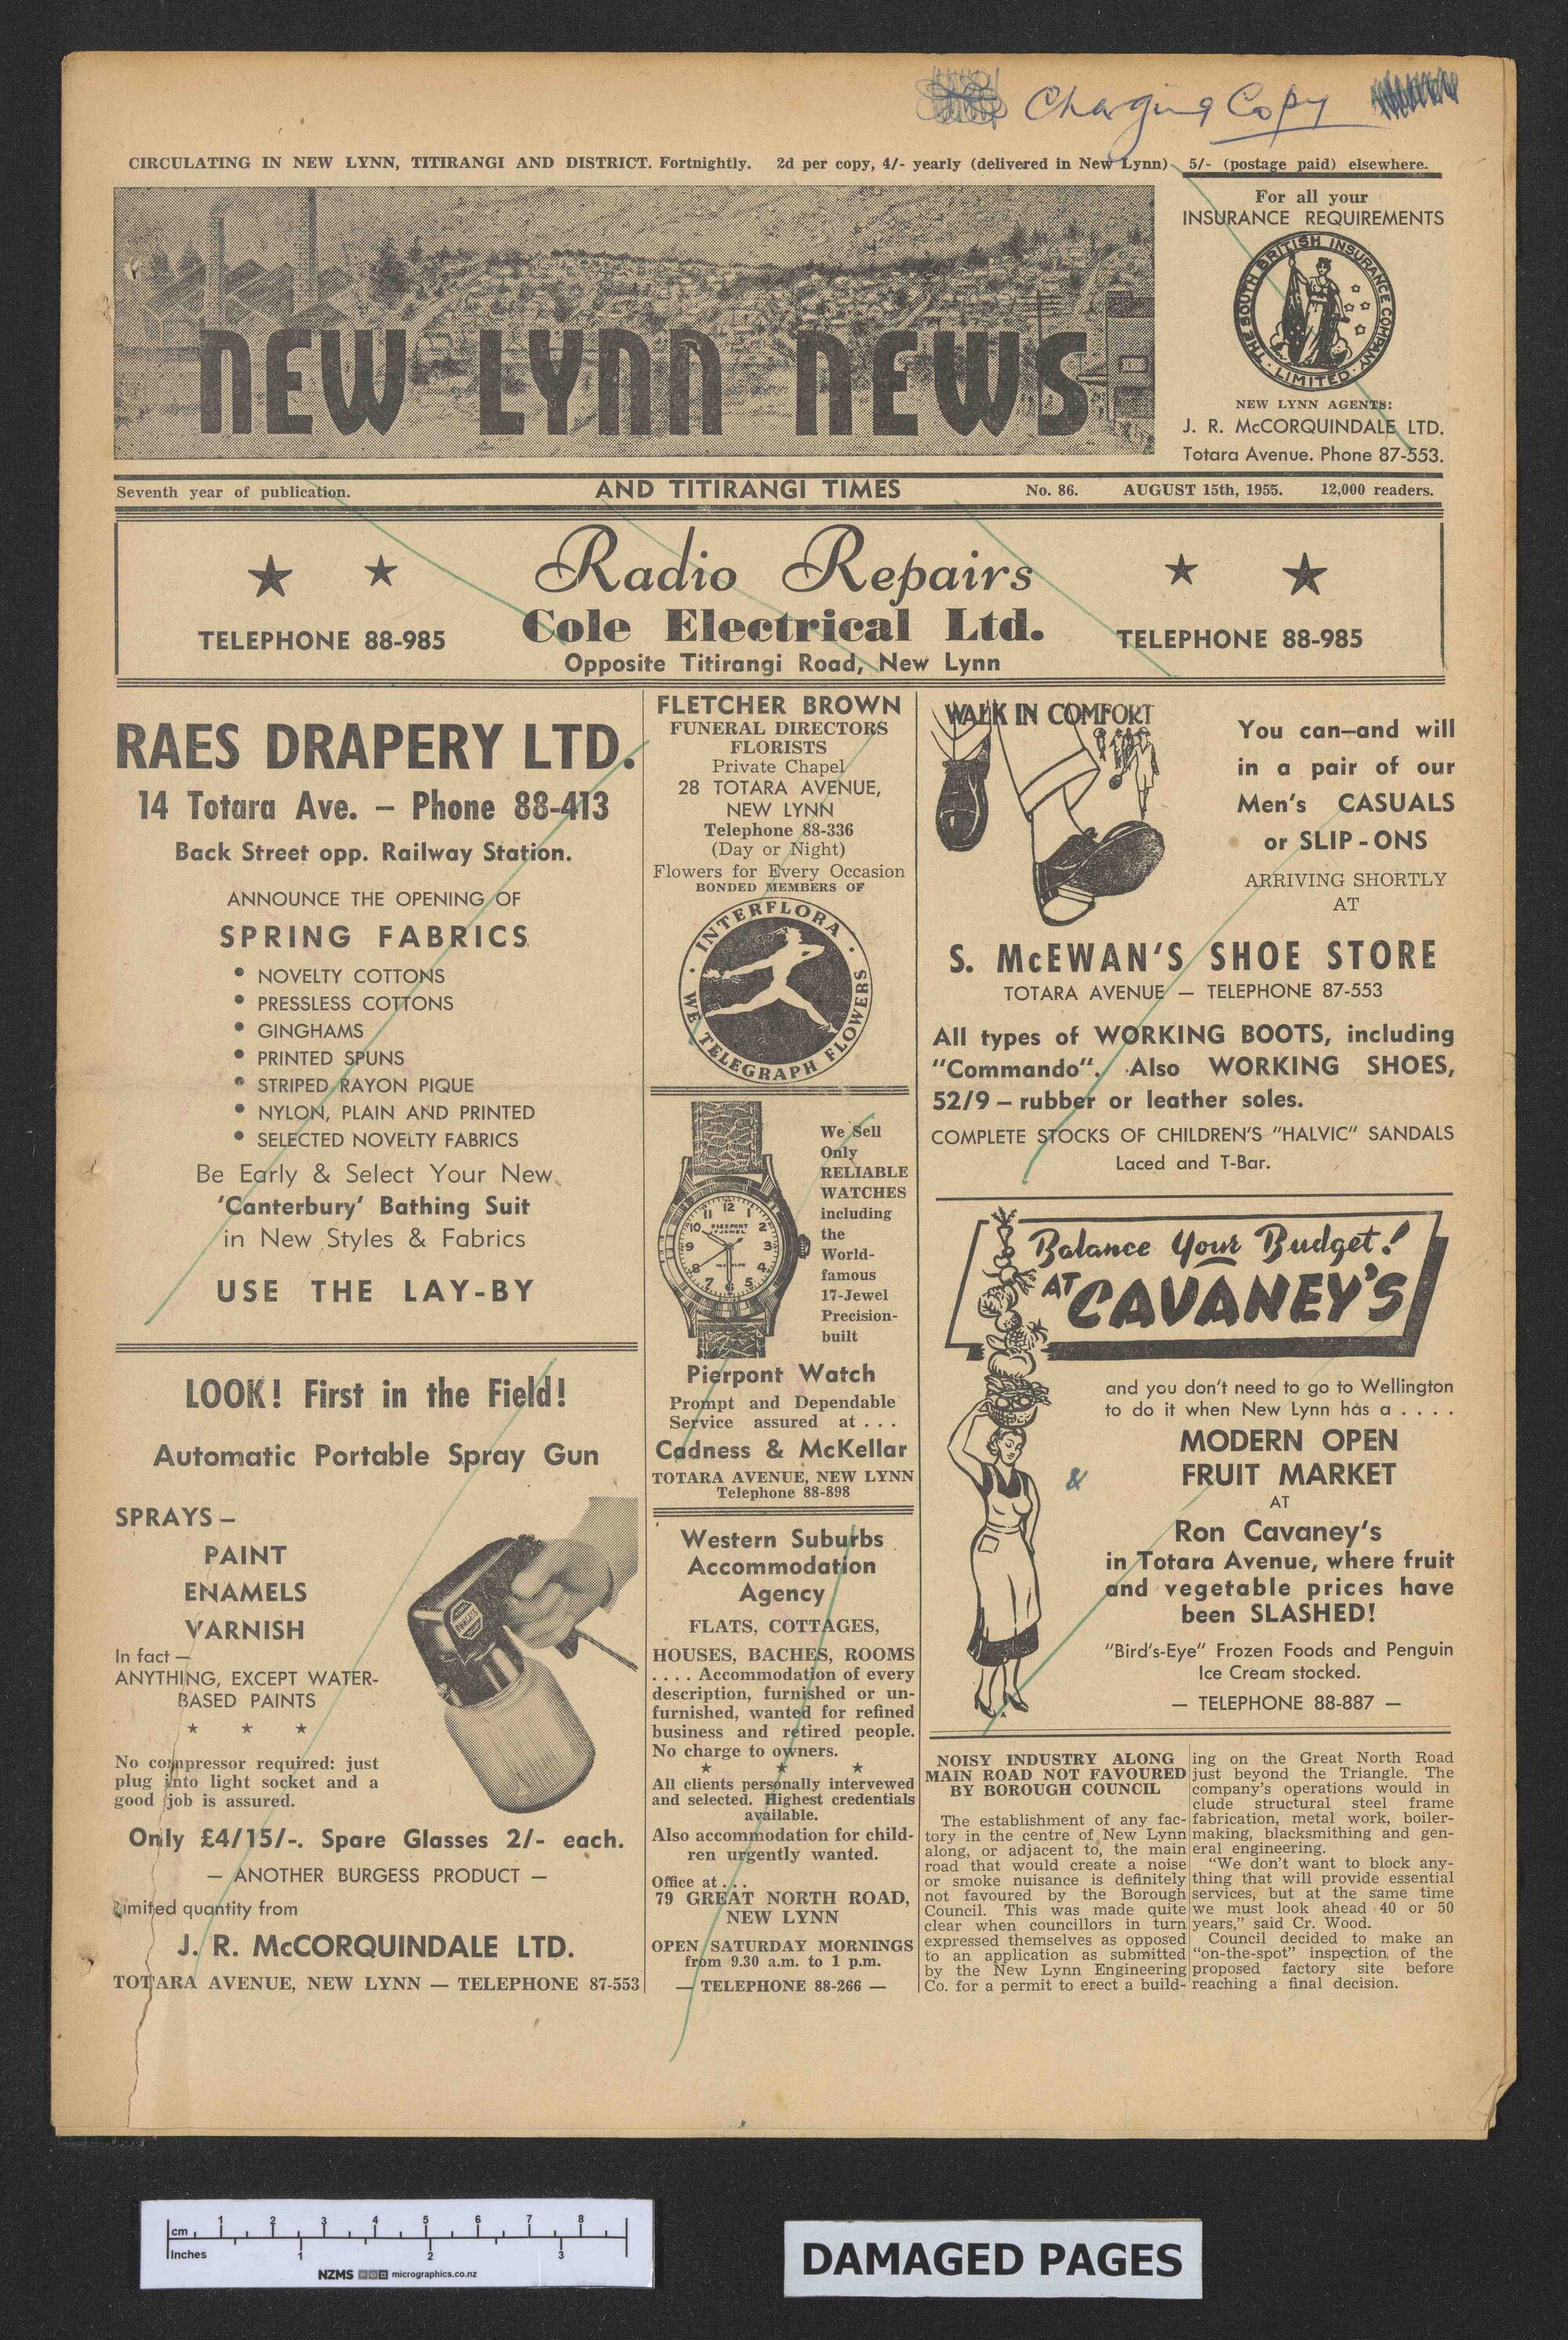 Charging Copy
CIRCULATING IN NEW LYNN, TITIRANGI AND DISTRICT. Fortnightly. 2d per copy, 4/- yearly (delivered in New Lynn) 5/- (postage paid) elsewhere.
NEW LYNN NEWS
For all your
INSURANCE REQUIREMENTS
THE SOUTH BRITISH INSURANCE COMPANY LIMITED
NEW LYNN AGENTS:
J. R. McCORQUINDALE LTD.
Totara Avenue. Phone 87-553.
Seventh year of publication. AND TITIRANGI TIMES No. 86. AUGUST 15th, 1955. 12,000 readers.
Radio Repairs
Cole Electrical Ltd.
TELEPHONE 88-985 TELEPHONE 88-985
Opposite Titirangi Road, New Lynn
RAES DRAPERY LTD.
14 Totara Ave. — Phone 88-413
Back Street opp. Railway Station.
ANNOUNCE THE OPENING OF
SPRING FABRICS
• NOVELTY COTTONS
• PRESSLESS COTTONS
• GINGHAMS
• PRINTED SPUNS
• STRIPED RAYON PIQUE
• NYLON, PLAIN AND PRINTED
• SELECTED NOVELTY FABRICS
Be Early & Select Your New
'Canterbury' Bathing Suit
in New Styles & Fabrics
USE THE LAY-BY
LOOK! First in the Field!
Automatic Portable Spray Gun
SPRAYS —
PAINT
ENAMELS
VARNISH
In fact —
ANYTHING, EXCEPT WATER-
BASED PAINTS
No compressor required: just
plug into light socket and a
good job is assured.
Only £4/15/-. Spare Glasses 2/- each.
— ANOTHER BURGESS PRODUCT —
Limited quantity from
J. R. McCORQUINDALE LTD.
TOTARA AVENUE, NEW LYNN — TELEPHONE 87-553
FLETCHER BROWN
FUNERAL DIRECTORS
FLORISTS
Private Chapel
28 TOTARA AVENUE,
NEW LYNN
Telephone 88-336
(Day or Night)
Flowers for Every Occasion
BONDED MEMBERS OF
INTERFLORA
WE TELEGRAPH FLOWERS
We Sell
Only
RELIABLE
WATCHES
including
the
World-
famous
17-Jewel
Precision-
built
PIERPONT
Pierpont Watch
Prompt and Dependable
Service assured at . . .
Cadness & McKellar
TOTARA AVENUE, NEW LYNN
Telephone 88-898
Western Suburbs
Accommodation
Agency
FLATS, COTTAGES,
HOUSES, BACHES, ROOMS
. . . . Accommodation of every
description, furnished or un-
furnished, wanted for refined
business and retired people.
No charge to owners.
All clients personally intervewed
and selected. Highest credentials
available.
Also accommodation for child-
ren urgently wanted.
Office at . . .
79 GREAT NORTH ROAD,
NEW LYNN
OPEN SATURDAY MORNINGS
from 9.30 a.m. to 1 p.m.
— TELEPHONE 88-266 —
WALK IN COMFORT
You can—and will
in a pair of our
Men's CASUALS
or SLIP-ONS
ARRIVING SHORTLY
AT
S. McEWAN'S SHOE STORE
TOTARA AVENUE — TELEPHONE 87-553
All types of WORKING BOOTS, including
"Commando". Also WORKING SHOES,
52/9 — rubber or leather soles.
COMPLETE STOCKS OF CHILDREN'S "HALVIC" SANDALS
Laced and T-Bar.
Balance Your Budget!
AT CAVANEY'S
and you don't need to go to Wellington
to do it when New Lynn has a . . . .
MODERN OPEN
FRUIT MARKET
AT
Ron Cavaney's
in Totara Avenue, where fruit
and vegetable prices have
been SLASHED!
"Bird's-Eye" Frozen Foods and Penguin
Ice Cream stocked.
— TELEPHONE 88-887 —
NOISY INDUSTRY ALONG
MAIN ROAD NOT FAVOURED
BY BOROUGH COUNCIL
The establishment of any fac-
tory in the centre of New Lynn
along, or adjacent to, the main
road that would create a noise
or smoke nuisance is definitely
not favoured by the Borough
Council. This was made quite
clear when councillors in turn
expressed themselves as opposed
to an application as submitted
by the New Lynn Engineering
Co. for a permit to erect a build-
ing on the Great North Road
just beyond the Triangle. The
company's operations would in
clude structural steel frame
fabrication, metal work, boiler-
making, blacksmithing and gen-
eral engineering.
"We don't want to block any-
thing that will provide essential
services, but at the same time
we must look ahead 40 or 50
years," said Cr. Wood.
Council decided to make an
"on-the-spot" inspection of the
proposed factory site before
reaching a final decision.
cm 1 2 3 4 5 6 7 8
Inches 1 2 3
NZMS micrographics.co.nz
DAMAGED PAGES